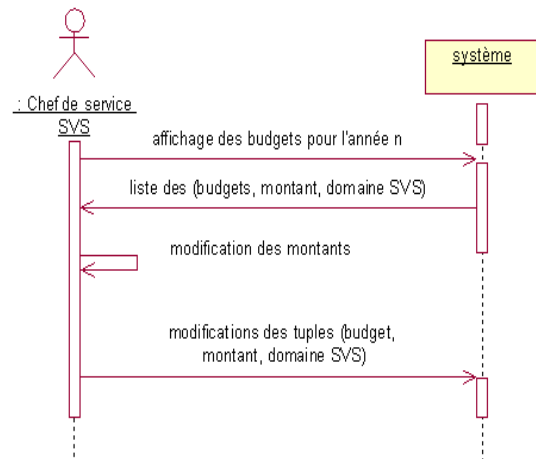 système
: Chef de service
SVS
affichage des budgets pour l'année n
liste des (budgets, montant, domaine SVS)
modification des montants
modifications des tuples (budget,
montant, domaine SVS)